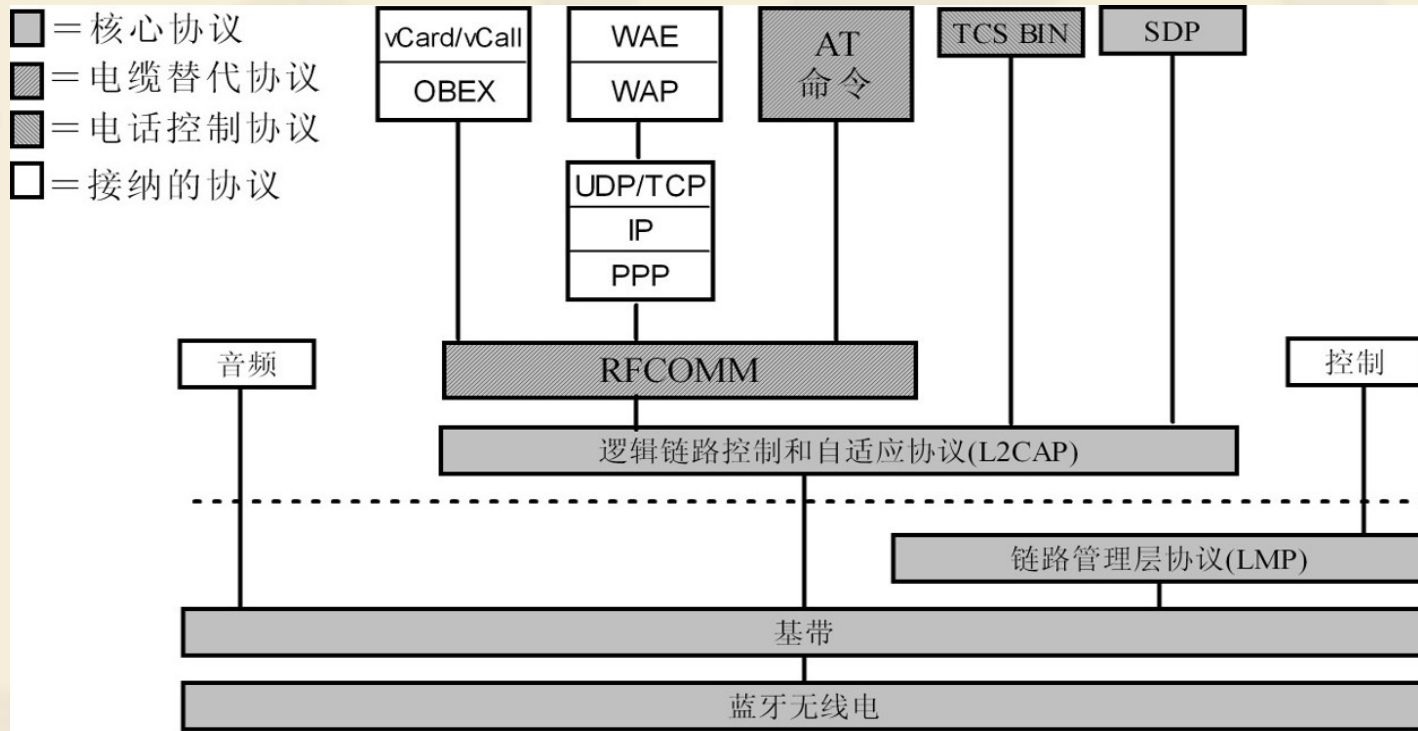 ＝核心协议
＝电缆替代协议
＝电话控制协议
＝接纳的协议
vCard/vCall
OBEX
WAE
WAP
UDP/TCP
IP
PPP
AT
命令
TCS BIN
SDP
音频
RFCOMM
控制
逻辑链路控制和自适应协议(L2CAP)
链路管理层协议(LMP)
基带
蓝牙无线电